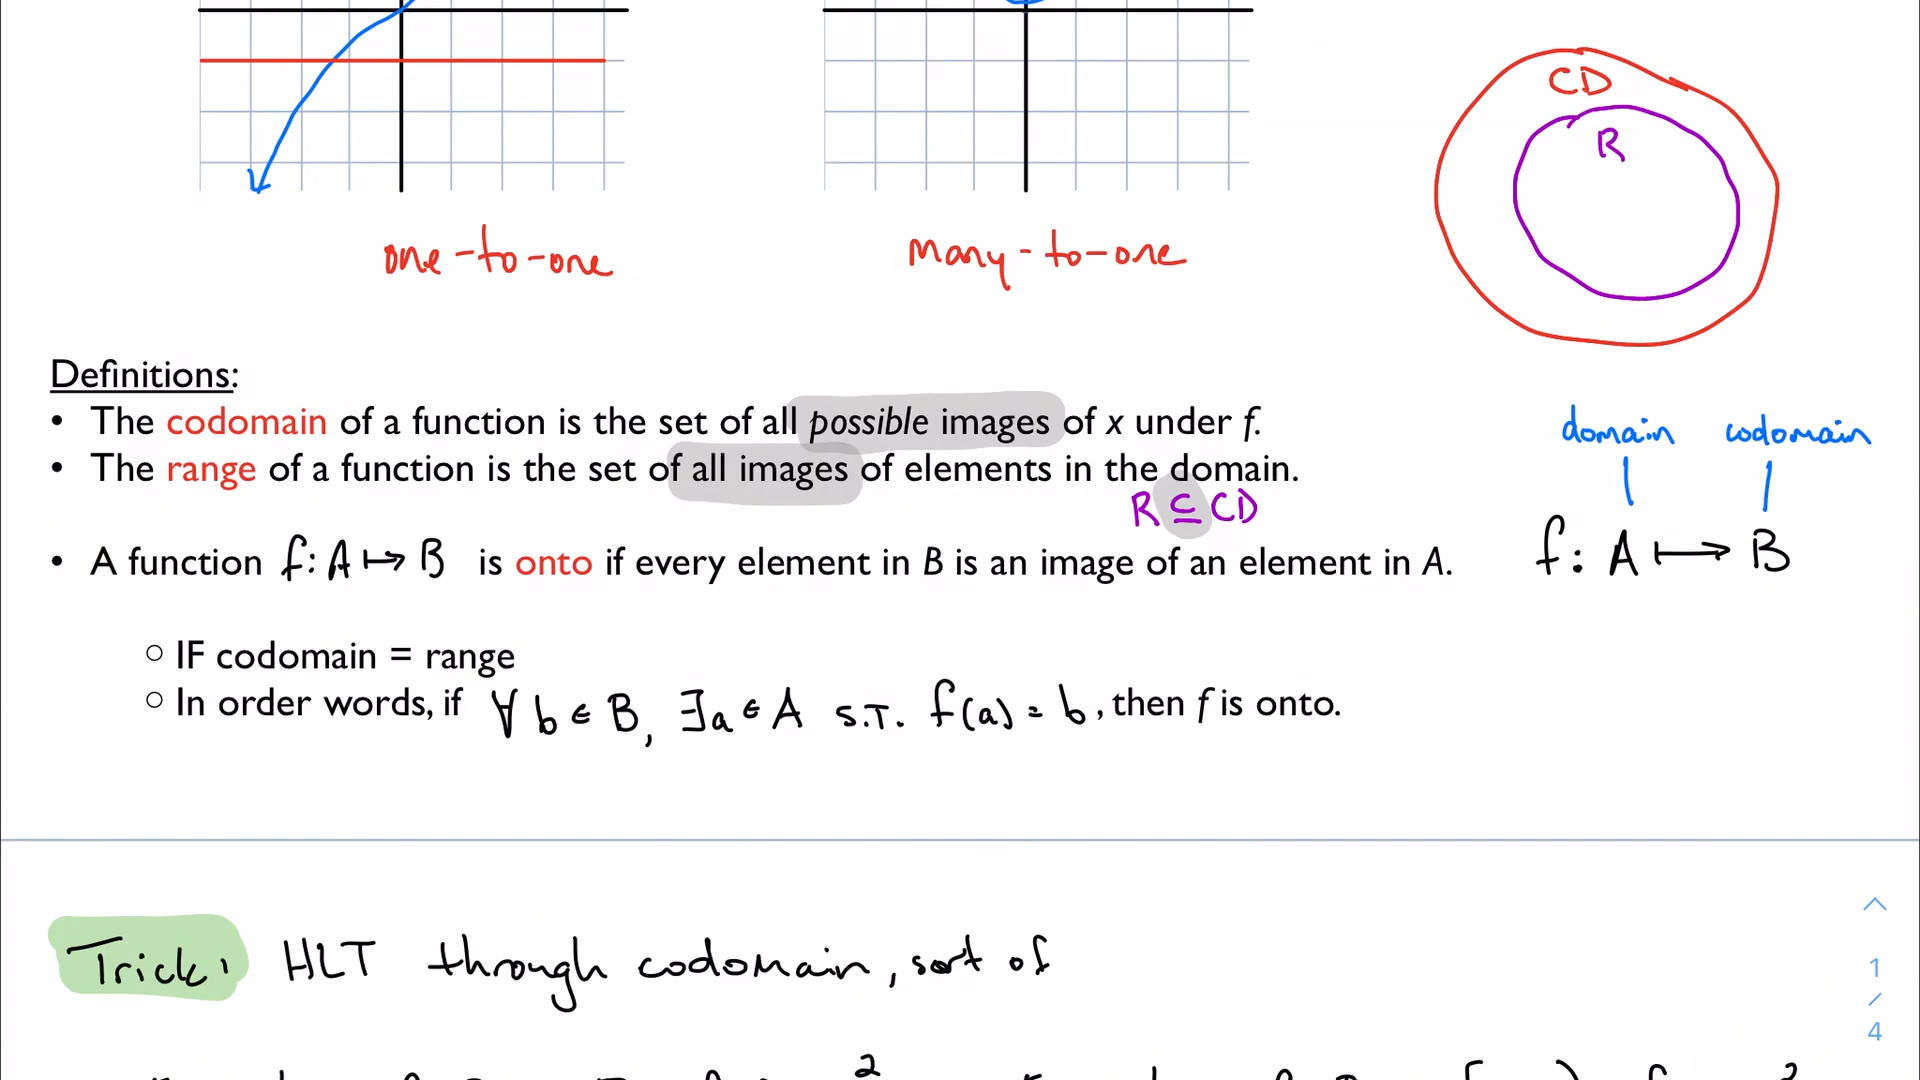 CD
R
one-to-one
many-to-one
Definitions:
• The codomain of a function is the set of all possible images of x under f.
• The range of a function is the set of all images of elements in the domain.
R ⊆ CD
domain codomain
f: A ↦ B
• A function f: A ↦ B is onto if every element in B is an image of an element in A.
○ IF codomain = range
○ In order words, if ∀ b ∈ B, ∃ a ∈ A s.t. f(a) = b, then f is onto.
Trick: HLT through codomain, sort of
1
/
4